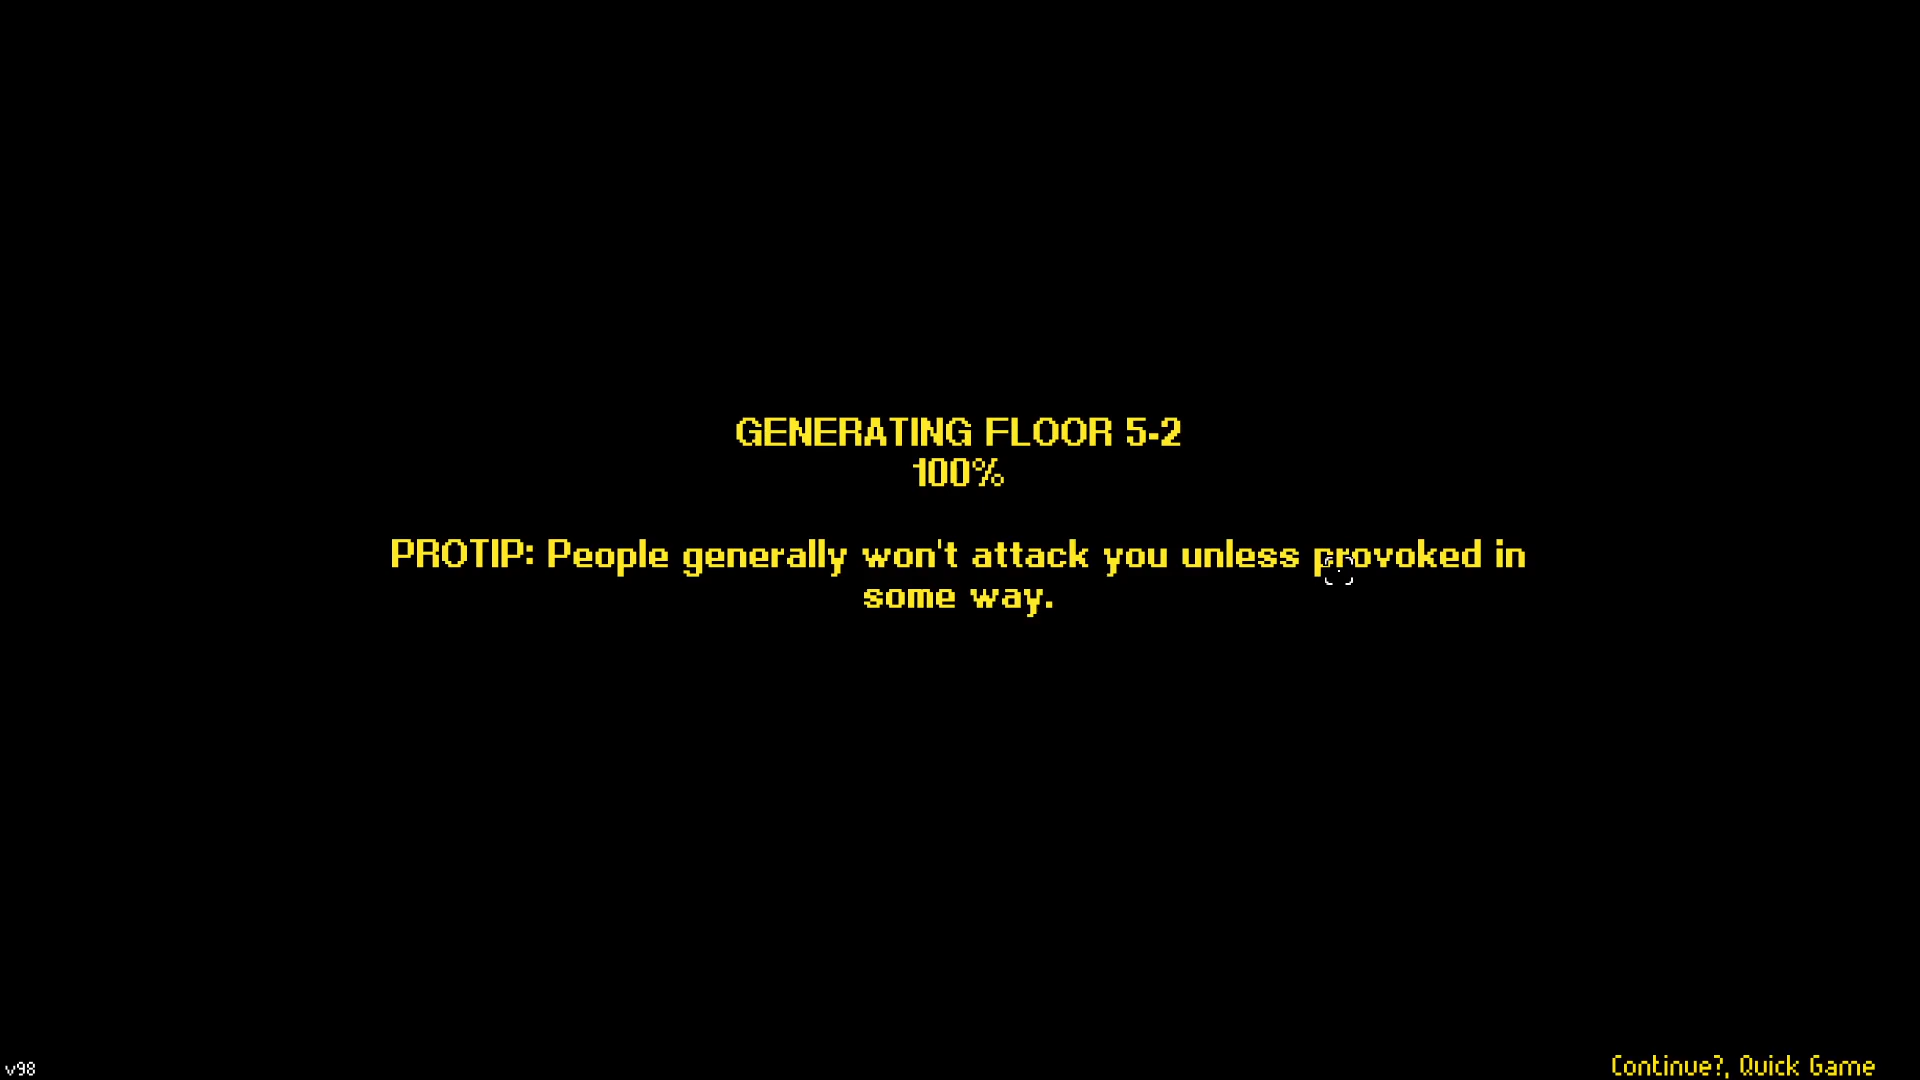 GENERATING FLOOR 5-2
100%
PROTIP: People generally won't attack you unless provoked in
some way.
v98
Continue?, Quick Game